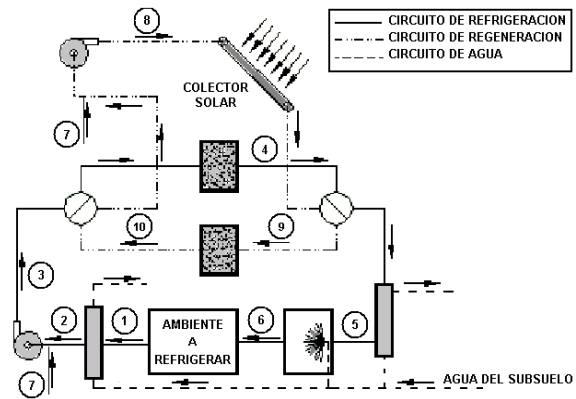 8
CIRCUITO DE REFRIGERACION
CIRCUITO DE REGENERACION
CIRCUITO DE AGUA
COLECTOR
SOLAR
7
4
10
9
3
2
1
AMBIENTE
A
REFRIGERAR
6
5
7
AGUA DEL SUBSUELO